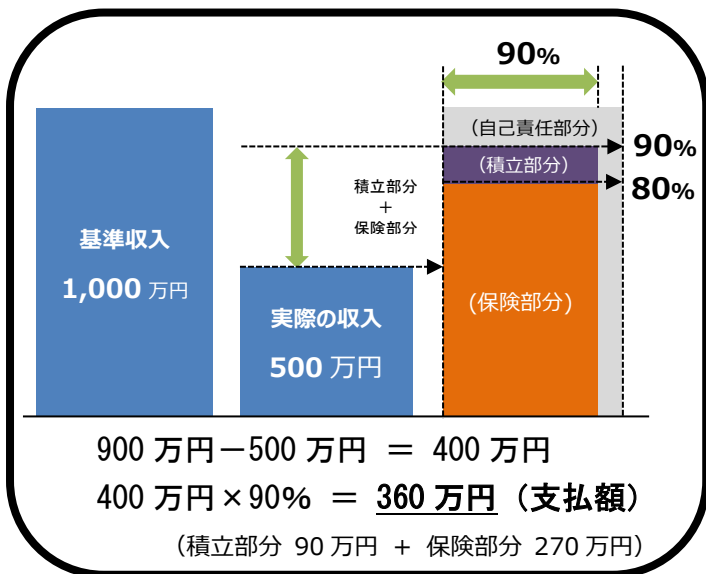 90%
(自己責任部分)
90%
(積立部分)
80%
積立部分
+
保険部分
基準収入
1,000 万円
実際の収入
500 万円
(保険部分)
900 万円－500 万円 ＝ 400 万円
400 万円×90% ＝ 360 万円（支払額）
（積立部分 90 万円 ＋ 保険部分 270 万円）